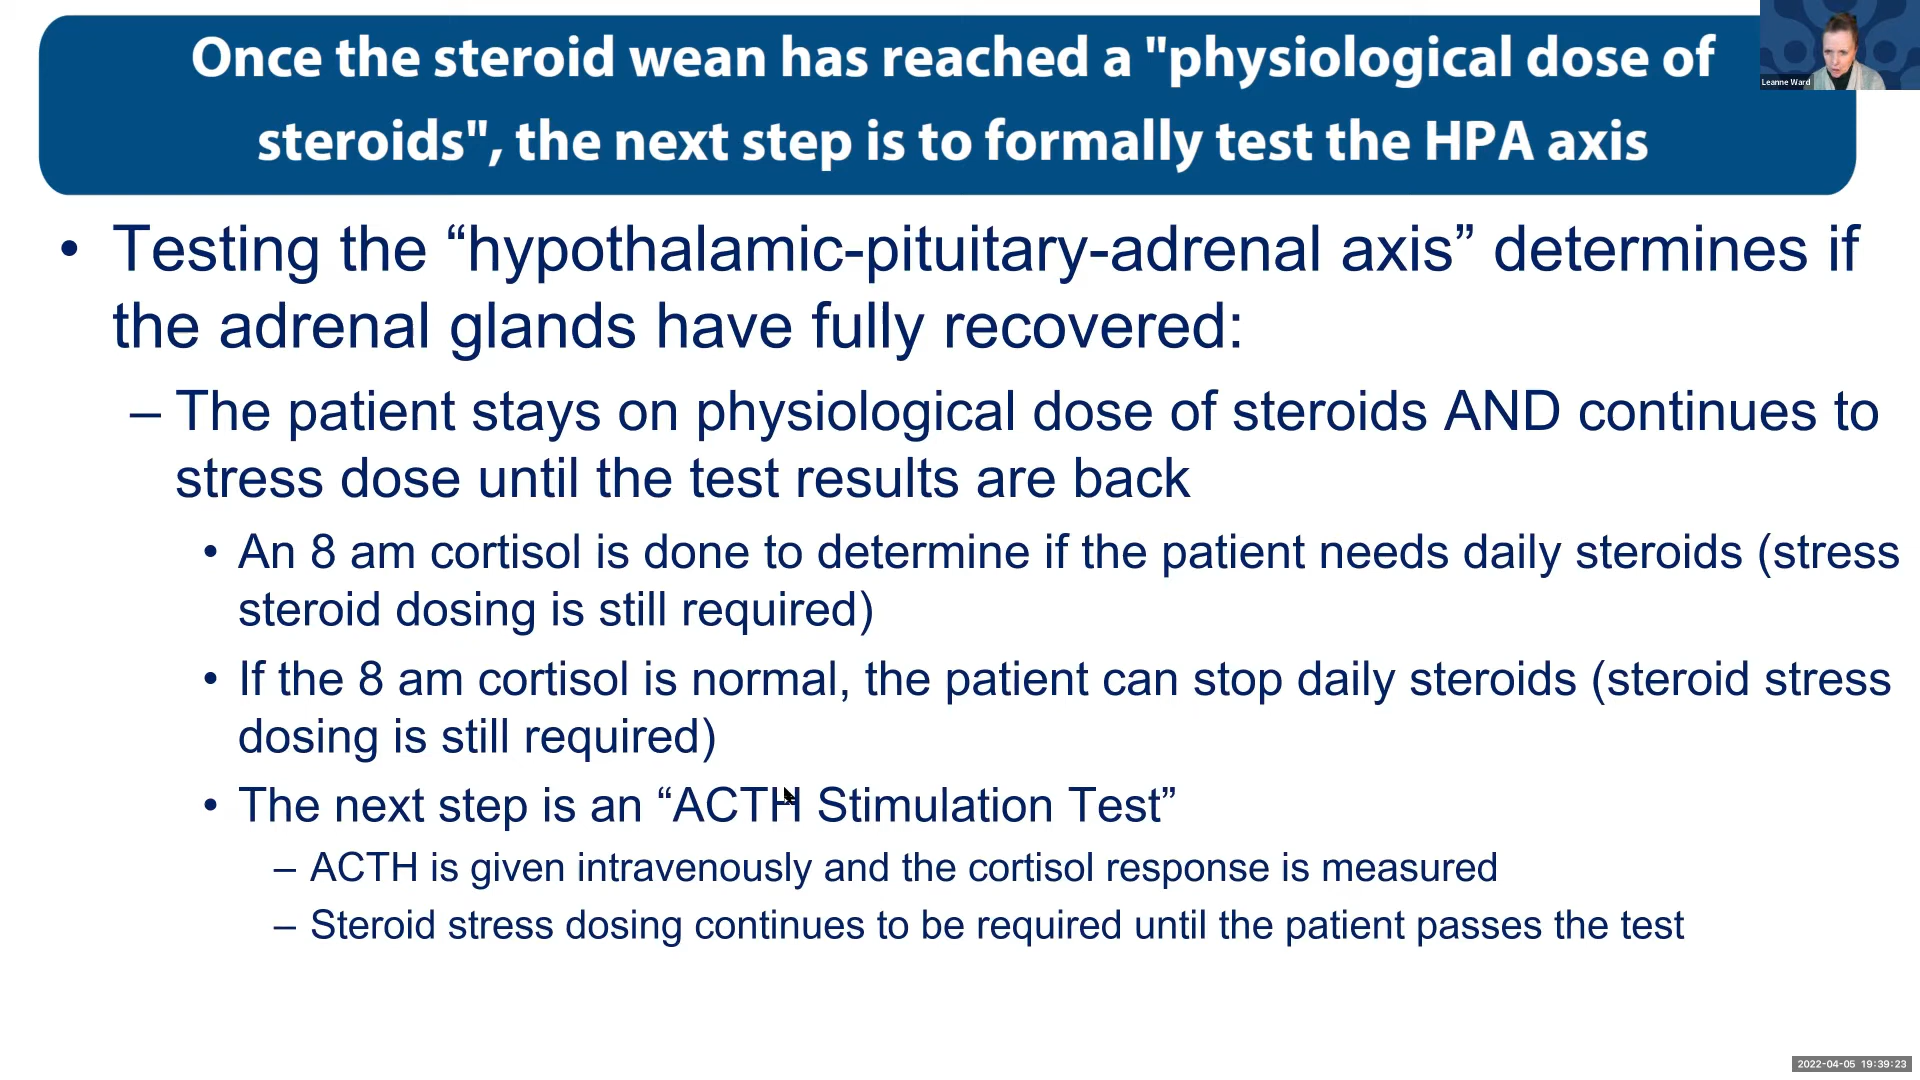 Once the steroid wean has reached a "physiological dose of
steroids", the next step is to formally test the HPA axis
Leanne Ward
• Testing the “hypothalamic-pituitary-adrenal axis” determines if
the adrenal glands have fully recovered:
– The patient stays on physiological dose of steroids AND continues to
stress dose until the test results are back
• An 8 am cortisol is done to determine if the patient needs daily steroids (stress
steroid dosing is still required)
• If the 8 am cortisol is normal, the patient can stop daily steroids (steroid stress
dosing is still required)
• The next step is an “ACTH Stimulation Test”
– ACTH is given intravenously and the cortisol response is measured
– Steroid stress dosing continues to be required until the patient passes the test
2022-04-05 19:39:23